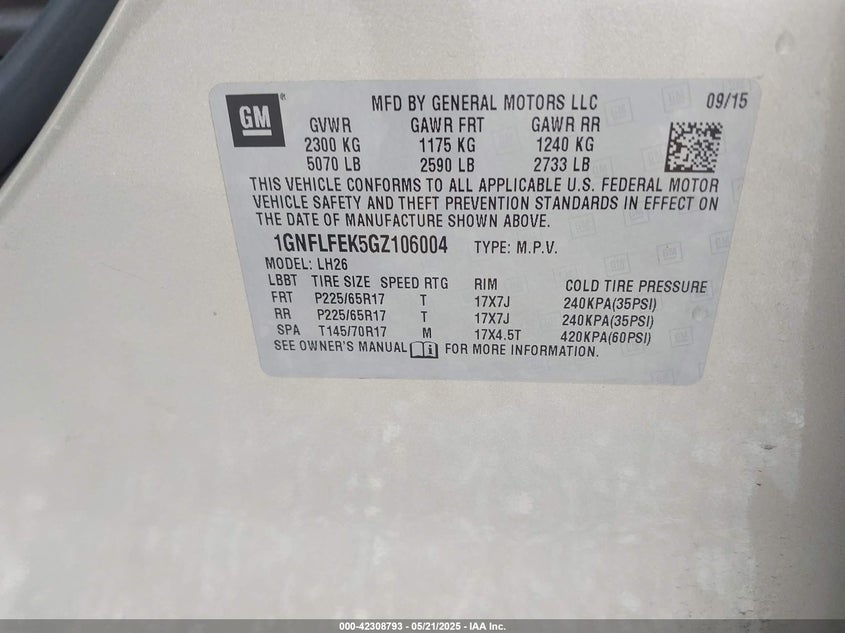 GM ® MFD BY GENERAL MOTORS LLC 09/15
GVWR GAWR FRT GAWR RR
2300 KG 1175 KG 1240 KG
5070 LB 2590 LB 2733 LB
THIS VEHICLE CONFORMS TO ALL APPLICABLE U.S. FEDERAL MOTOR
VEHICLE SAFETY AND THEFT PREVENTION STANDARDS IN EFFECT ON
THE DATE OF MANUFACTURE SHOWN ABOVE.
1GNFLFEK5GZ106004 TYPE: M.P.V.
MODEL: LH26
LBBT TIRE SIZE SPEED RTG RIM COLD TIRE PRESSURE
FRT P225/65R17 T 17X7J 240KPA(35PSI)
RR P225/65R17 T 17X7J 240KPA(35PSI)
SPA T145/70R17 M 17X4.5T 420KPA(60PSI)
SEE OWNER'S MANUAL FOR MORE INFORMATION.
000-42308793 - 05/21/2025 - IAA Inc.